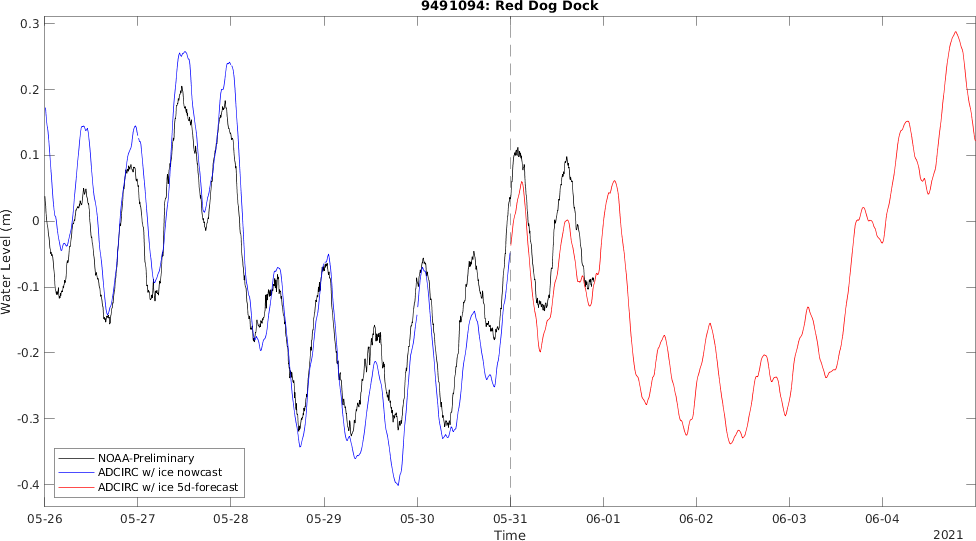 9491094: Red Dog Dock
0.3
0.2
0.1
0
-0.1
-0.2
-0.3
-0.4
Water Level (m)
NOAA-Preliminary
ADCIRC w/ ice nowcast
ADCIRC w/ ice 5d-forecast
05-26 05-27 05-28 05-29 05-30 05-31 06-01 06-02 06-03 06-04
Time
2021